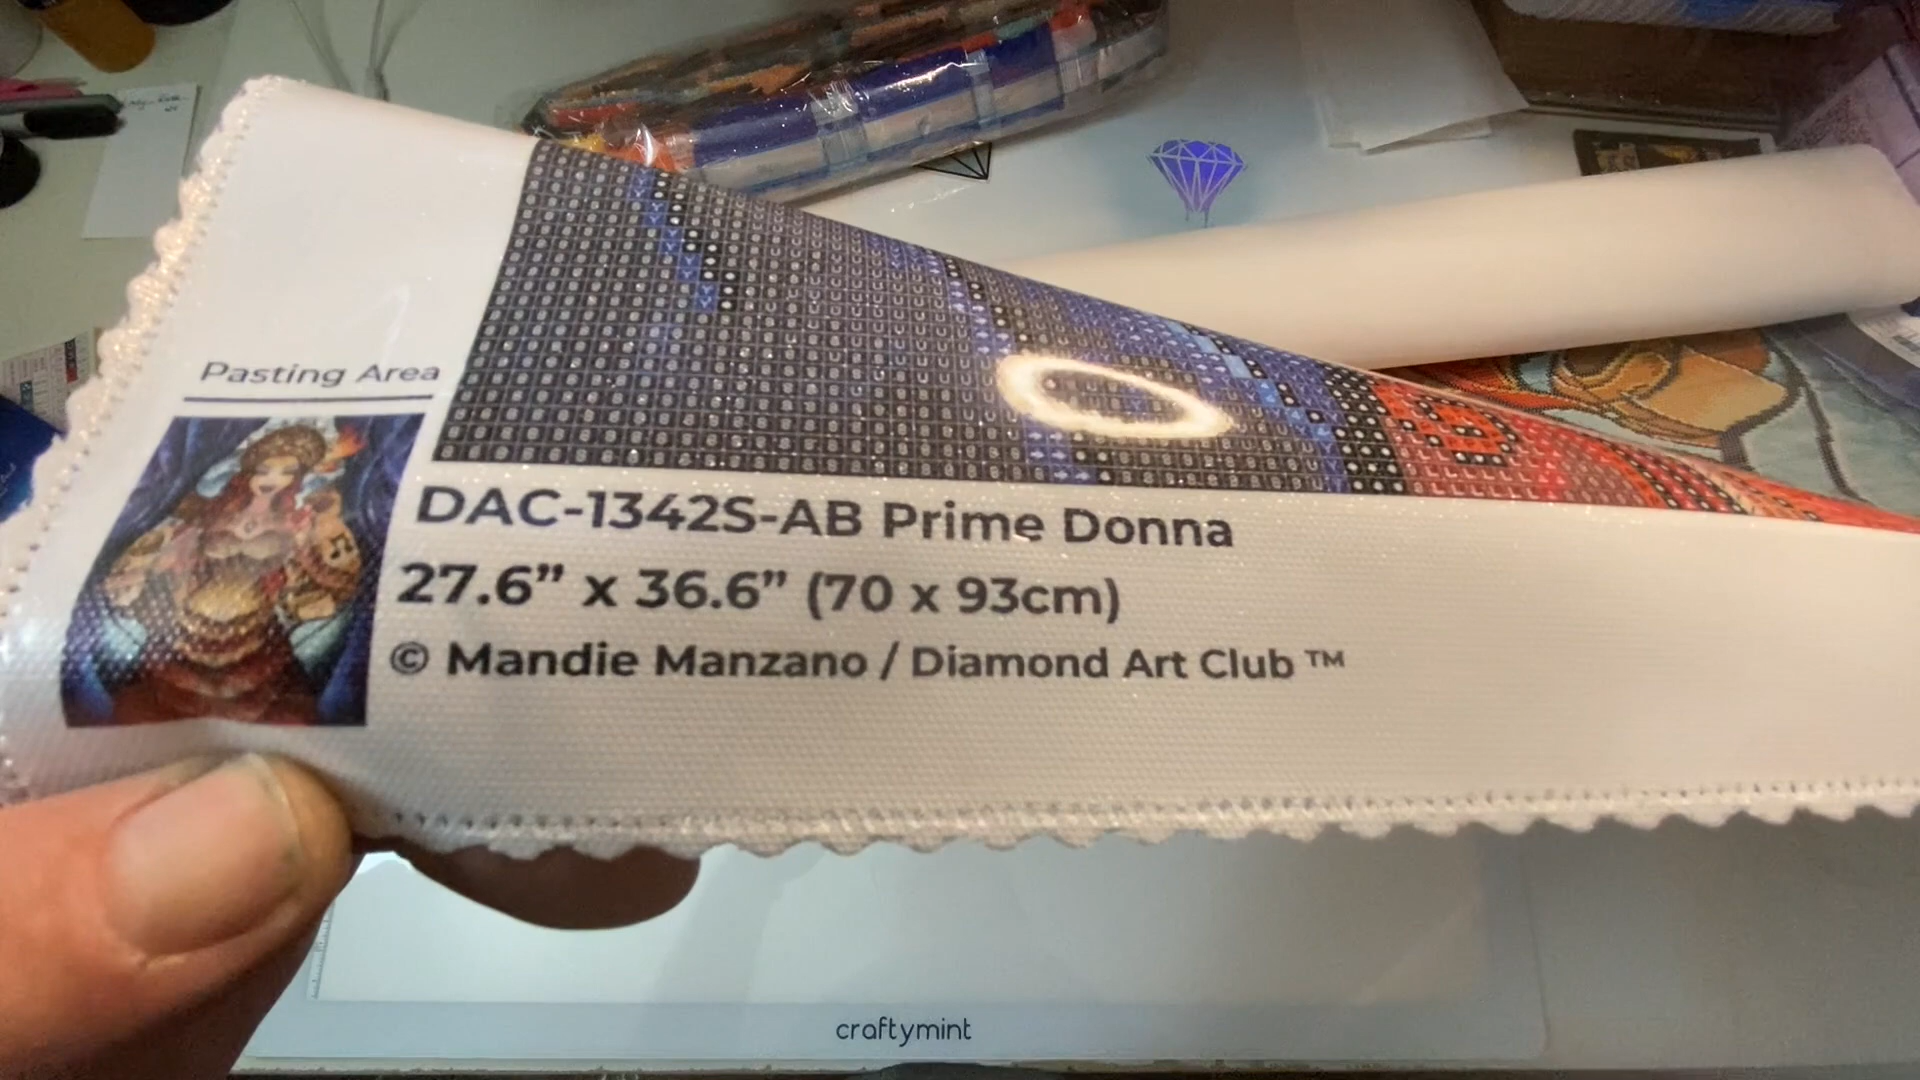 Pasting Area
DAC-1342S-AB Prime Donna
27.6” x 36.6” (70 x 93cm)
© Mandie Manzano / Diamond Art Club ™
craftymint